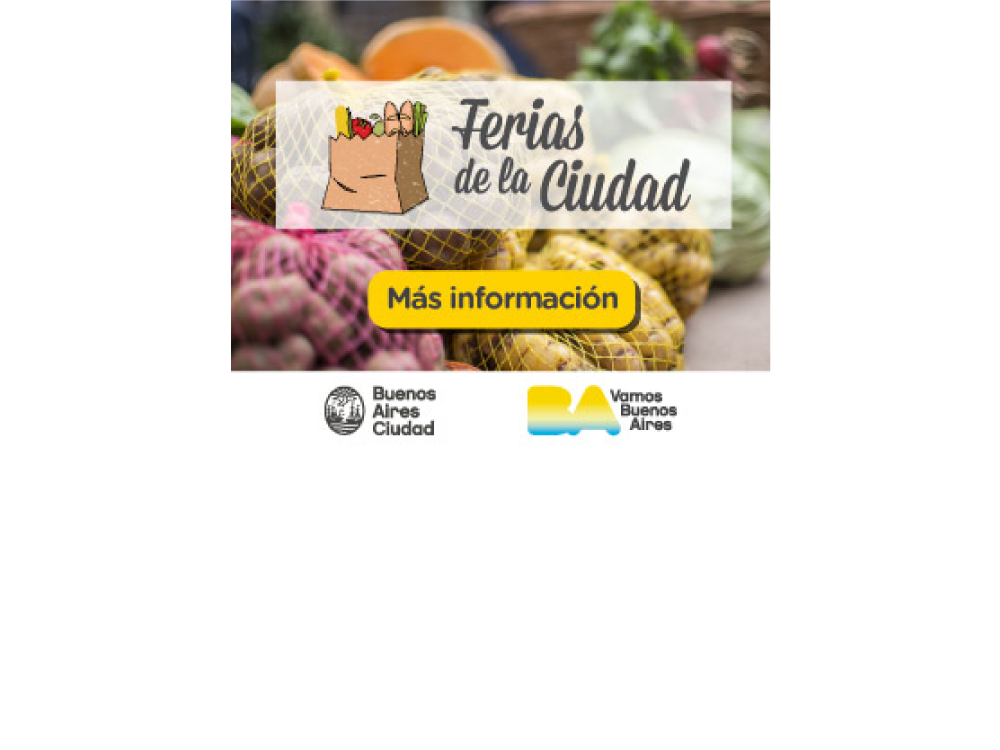 Ferias
de la Ciudad
Más información
Buenos
Aires
Ciudad
BA
Vamos
Buenos
Aires